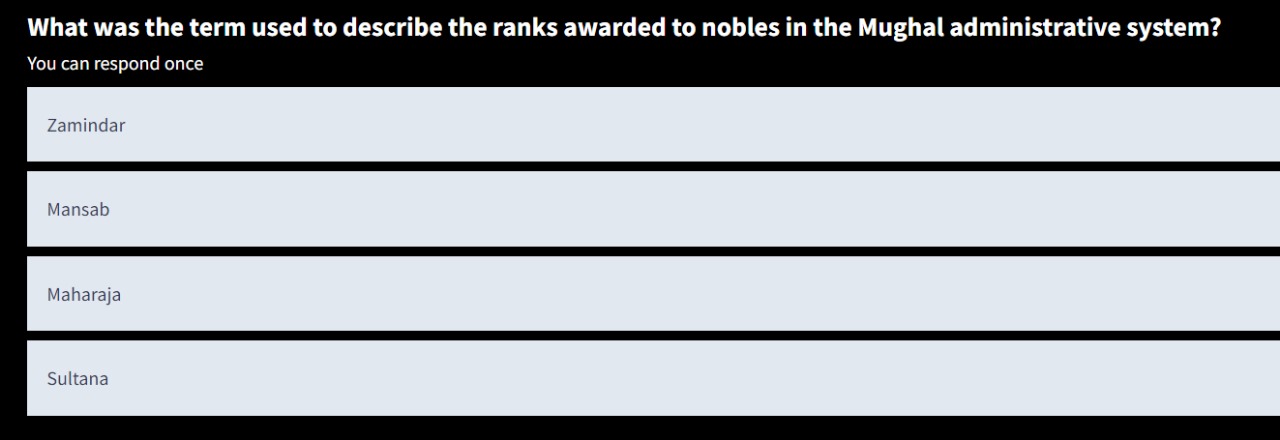 What was the term used to describe the ranks awarded to nobles in the Mughal administrative system?
You can respond once
Zamindar
Mansab
Maharaja
Sultana